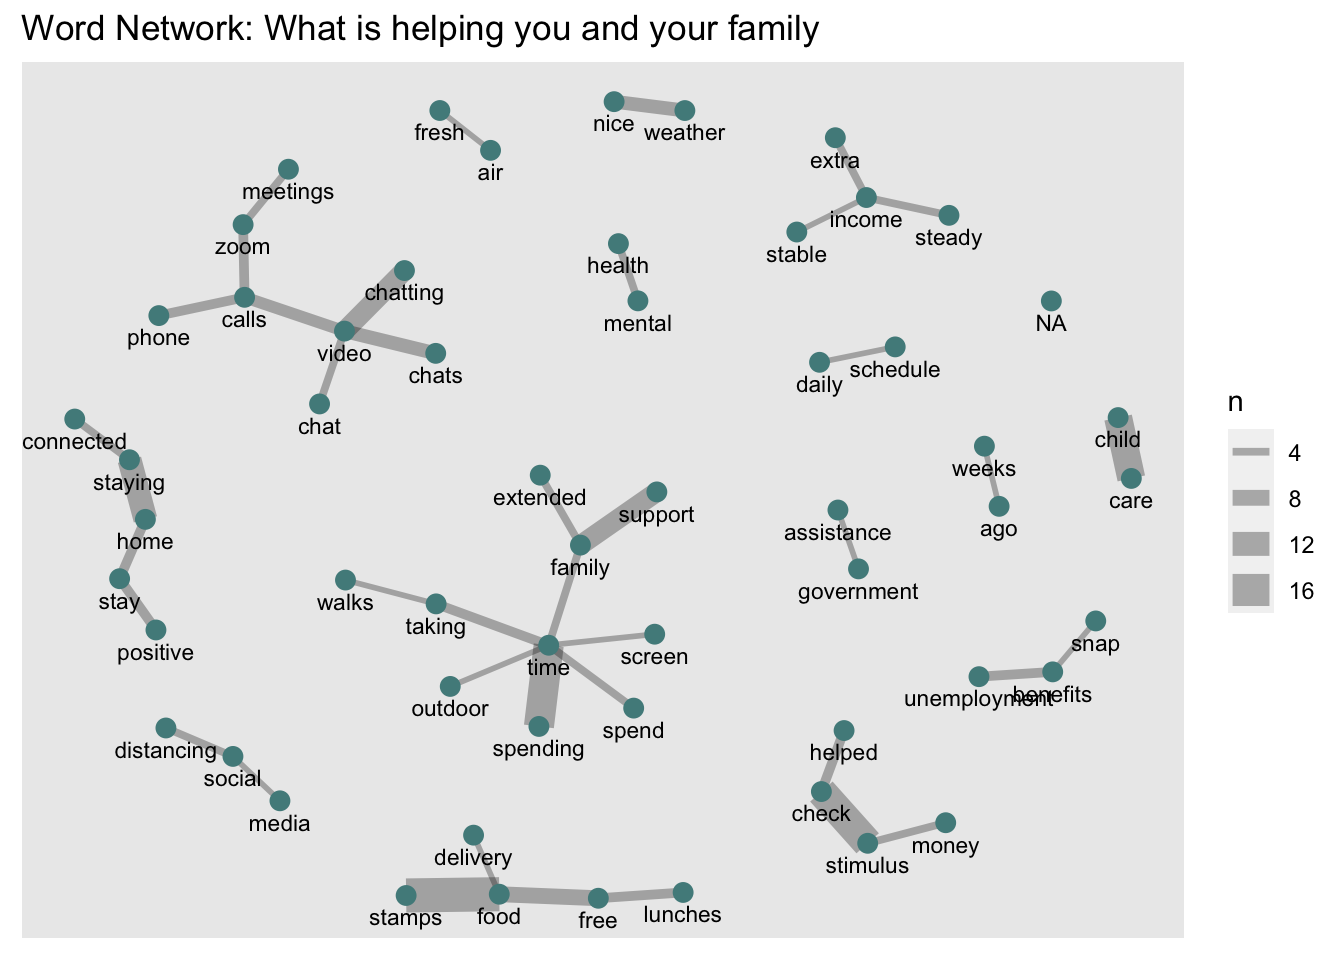 Word Network: What is helping you and your family
fresh
air
nice
weather
extra
income
stable
steady
meetings
zoom
calls
phone
video
chatting
chats
chat
health
mental
NA
daily
schedule
connected
staying
home
stay
positive
weeks
ago
child
care
extended
support
family
assistance
government
walks
taking
time
screen
outdoor
spending
spend
snap
unemployment
benefits
distancing
social
media
helped
check
stimulus
money
delivery
stamps
food
free
lunches
n
4
8
12
16